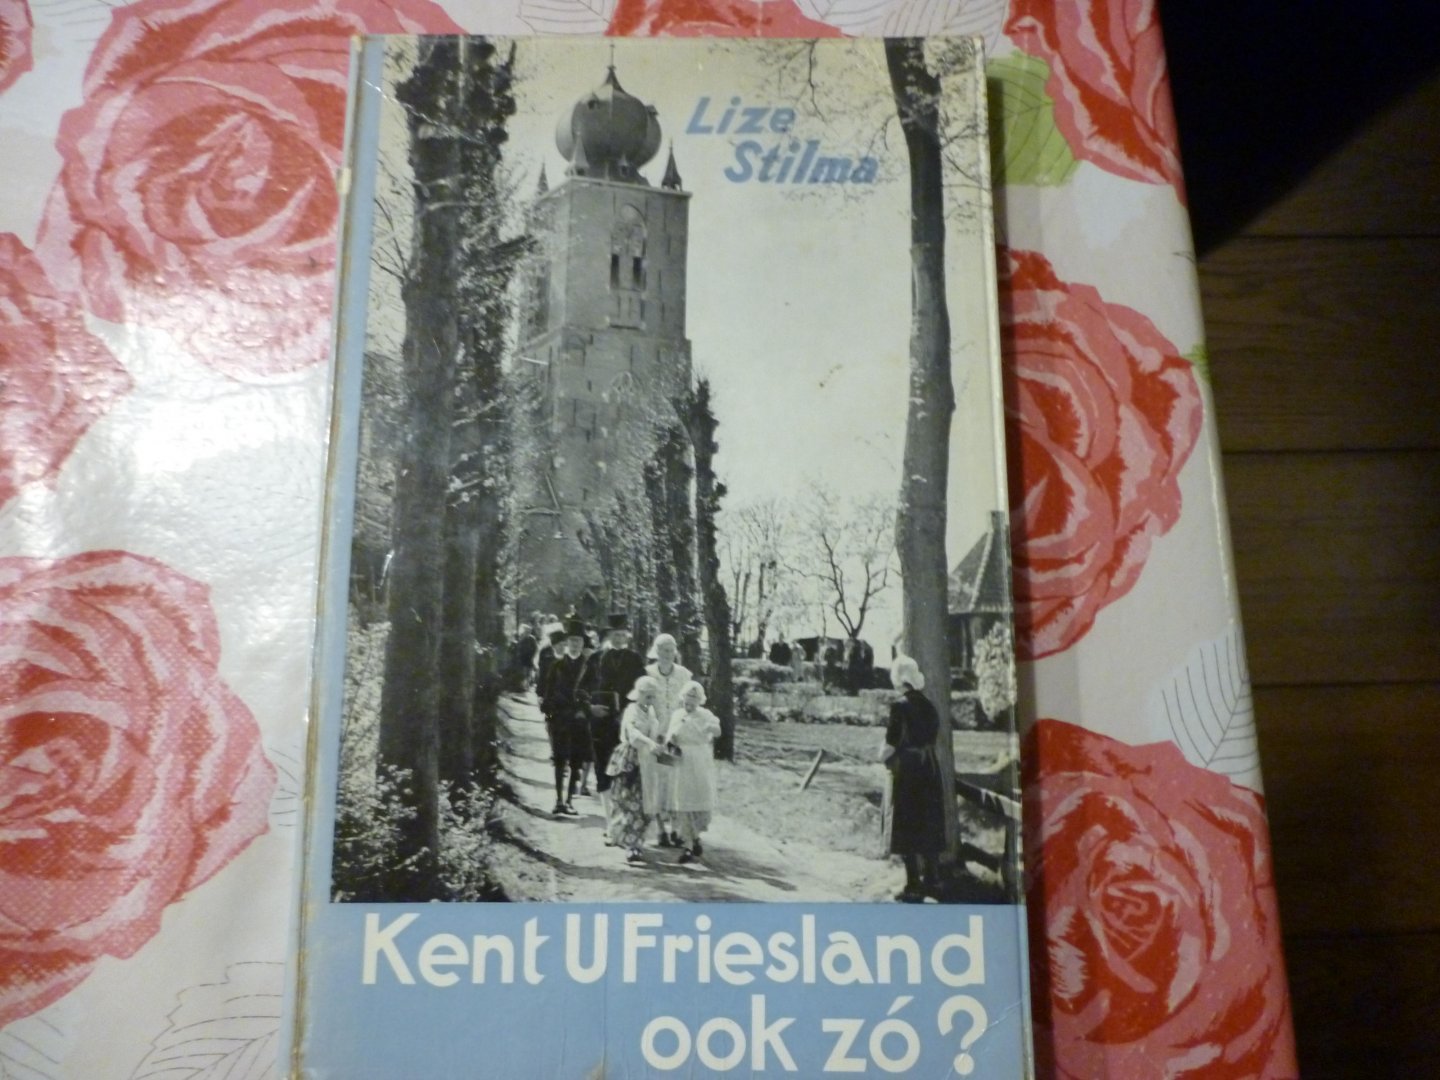 Lize
Stilma
Kent U Friesland
ook zó?